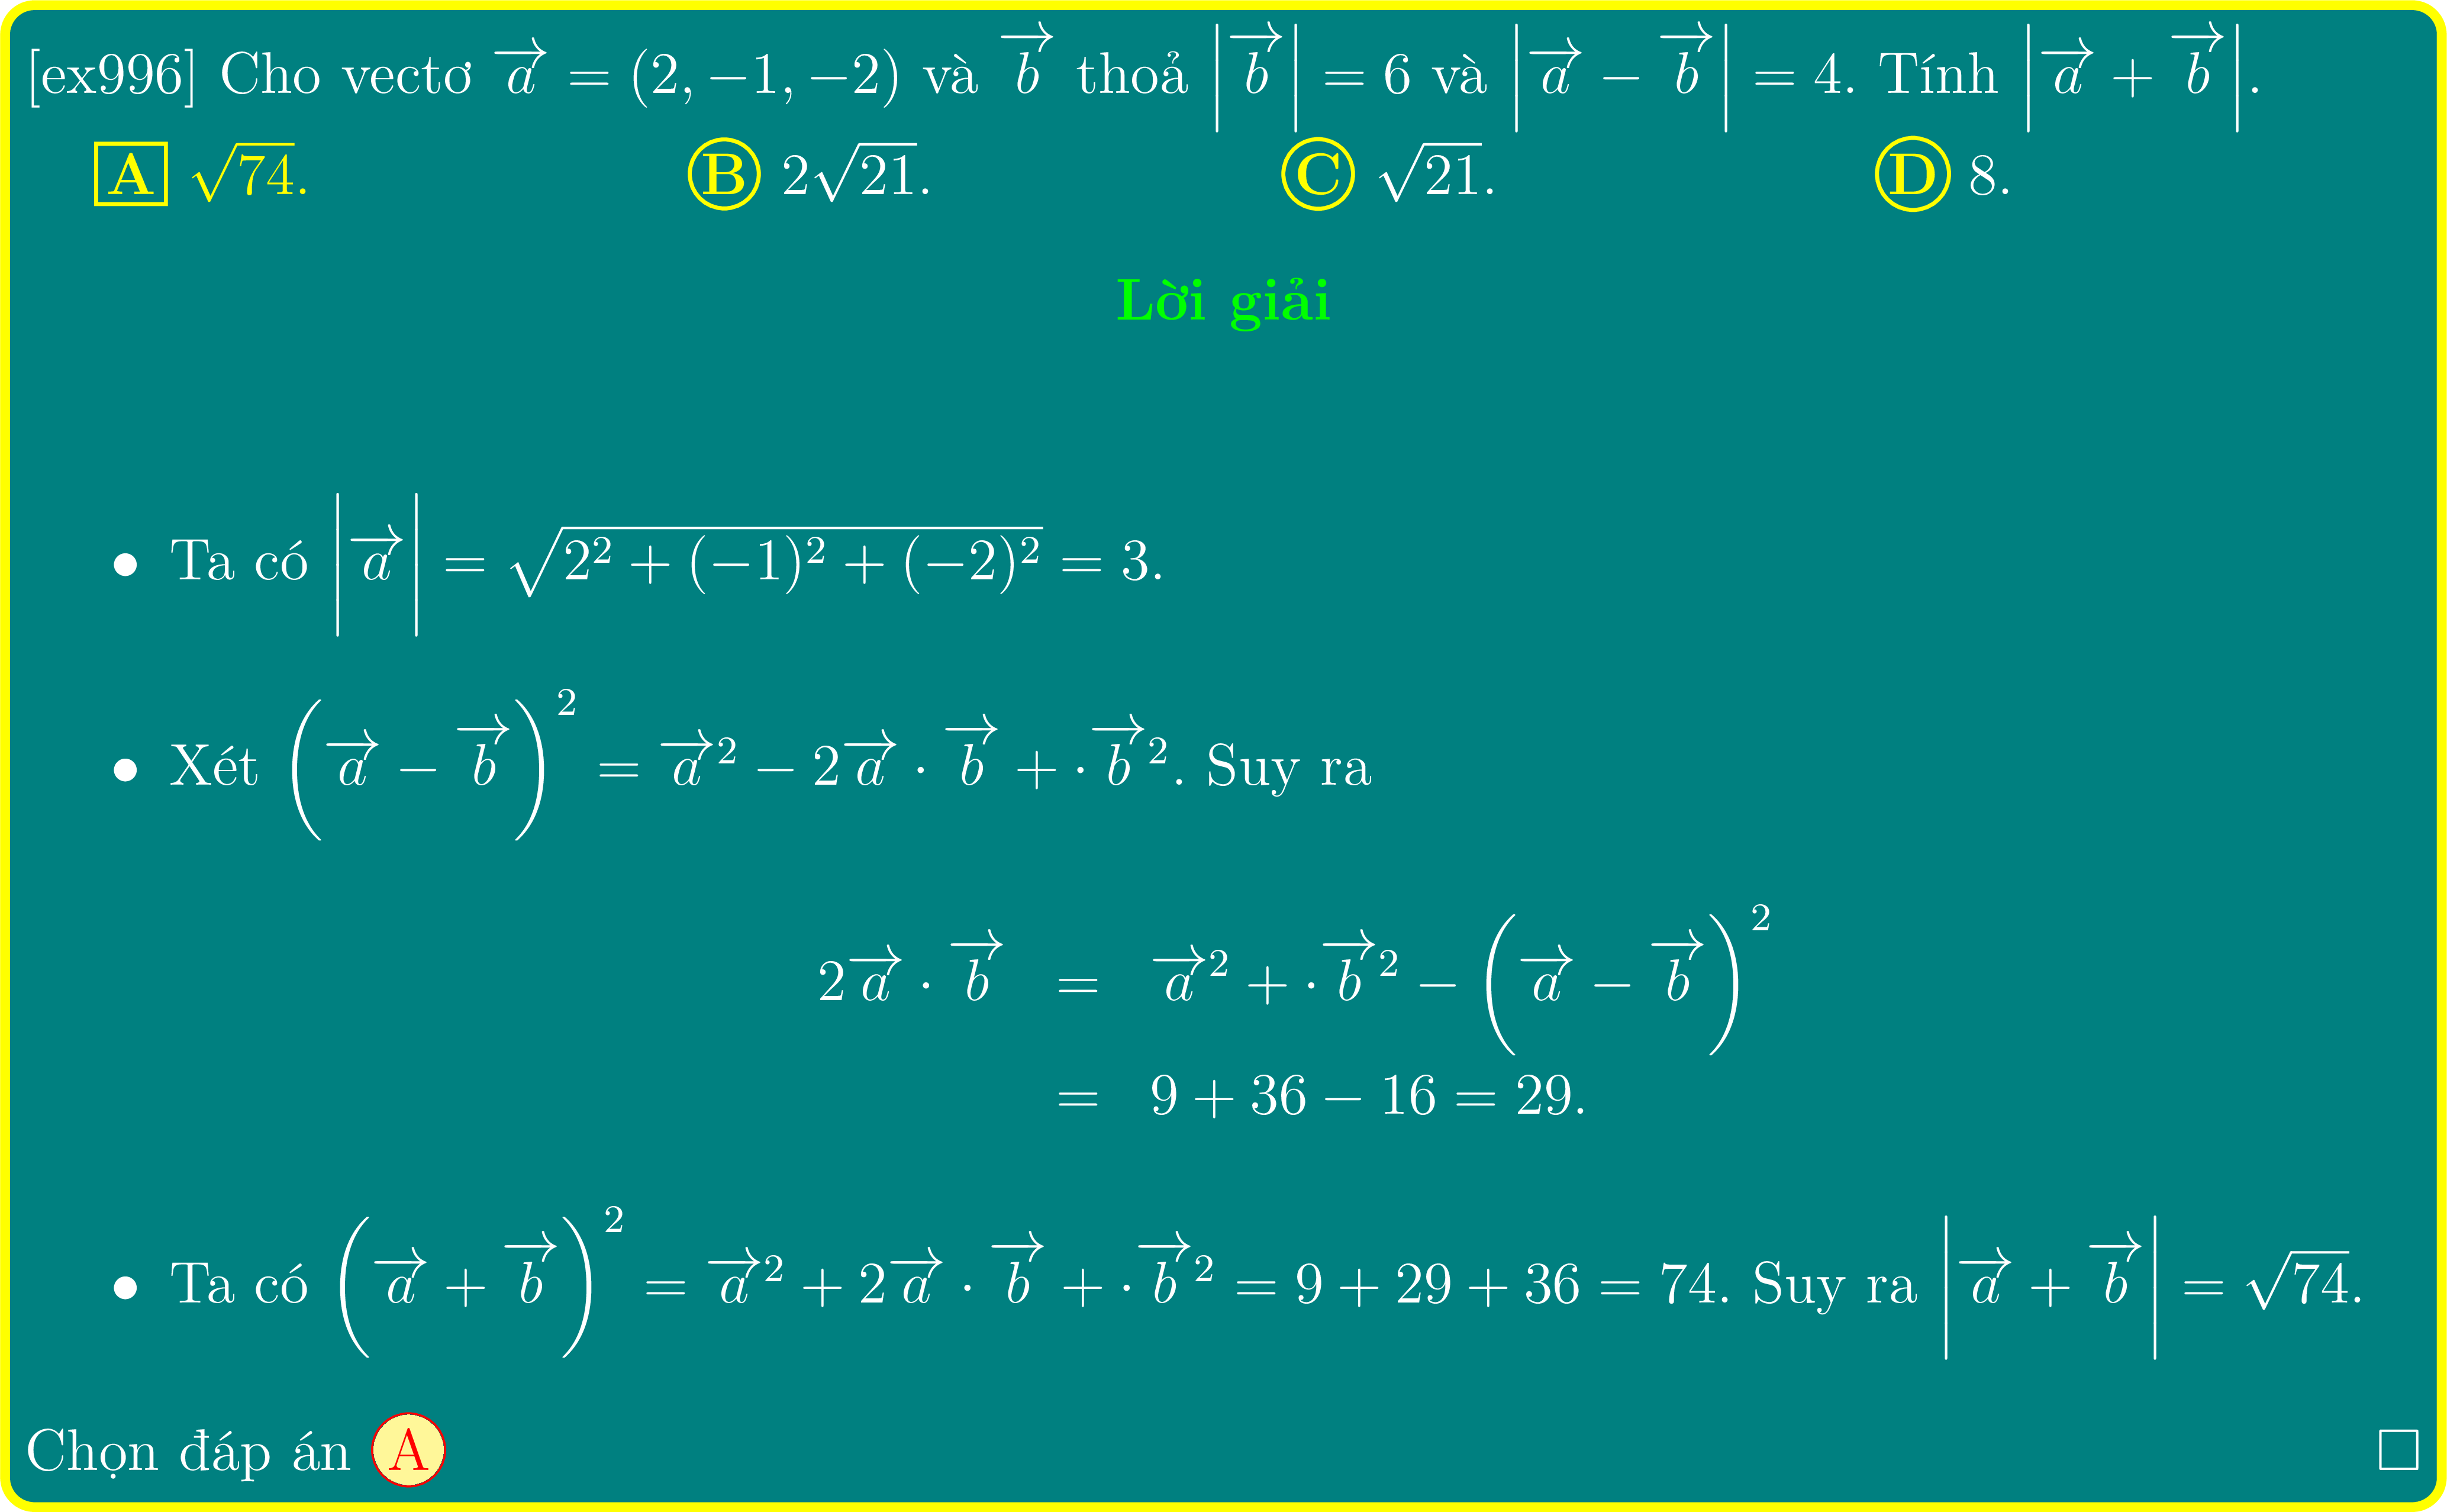 [ex996] Cho vectơ $\overrightarrow{a} = (2, -1, -2)$ và $\overrightarrow{b}$ thoả $\left|\overrightarrow{b}\right| = 6$ và $\left|\overrightarrow{a} - \overrightarrow{b}\right| = 4$. Tính $\left|\overrightarrow{a} + \overrightarrow{b}\right|$.
A $\sqrt{74}$. B $2\sqrt{21}$. C $\sqrt{21}$. D 8.
Lời giải
• Ta có $\left|\overrightarrow{a}\right| = \sqrt{2^2 + (-1)^2 + (-2)^2} = 3$.
• Xét $\left(\overrightarrow{a} - \overrightarrow{b}\right)^2 = \overrightarrow{a}^2 - 2\overrightarrow{a} \cdot \overrightarrow{b} + \cdot \overrightarrow{b}^2$. Suy ra
$2\overrightarrow{a} \cdot \overrightarrow{b} = \overrightarrow{a}^2 + \cdot \overrightarrow{b}^2 - \left(\overrightarrow{a} - \overrightarrow{b}\right)^2$
$= 9 + 36 - 16 = 29.$
• Ta có $\left(\overrightarrow{a} + \overrightarrow{b}\right)^2 = \overrightarrow{a}^2 + 2\overrightarrow{a} \cdot \overrightarrow{b} + \cdot \overrightarrow{b}^2 = 9 + 29 + 36 = 74$. Suy ra $\left|\overrightarrow{a} + \overrightarrow{b}\right| = \sqrt{74}$.
Chọn đáp án A □